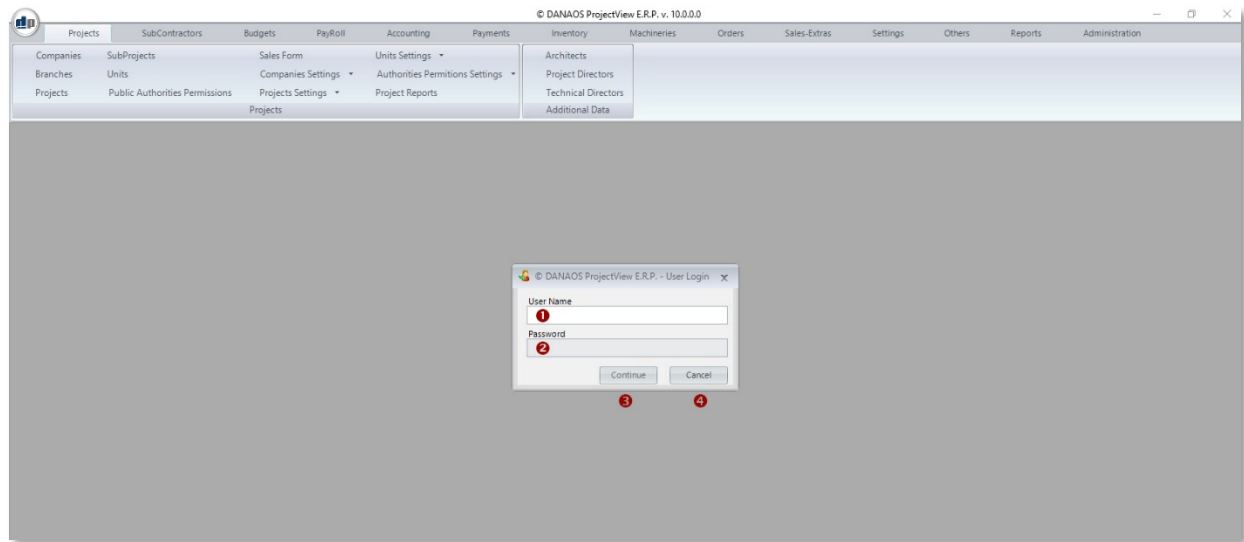 © DANAOS ProjectView E.R.P. v. 10.0.0.0
dp
Projects SubContractors Budgets PayRoll Accounting Payments Inventory Machineries Orders Sales-Extras Settings Others Reports Administration
Companies SubProjects Sales Form Units Settings Architects
Branches Units Companies Settings Authorities Permitions Settings Project Directors
Projects Public Authorities Permissions Projects Settings Project Reports Technical Directors
Projects Additional Data
© DANAOS ProjectView E.R.P. - User Login x
User Name
1
Password
2
Continue Cancel
3 4